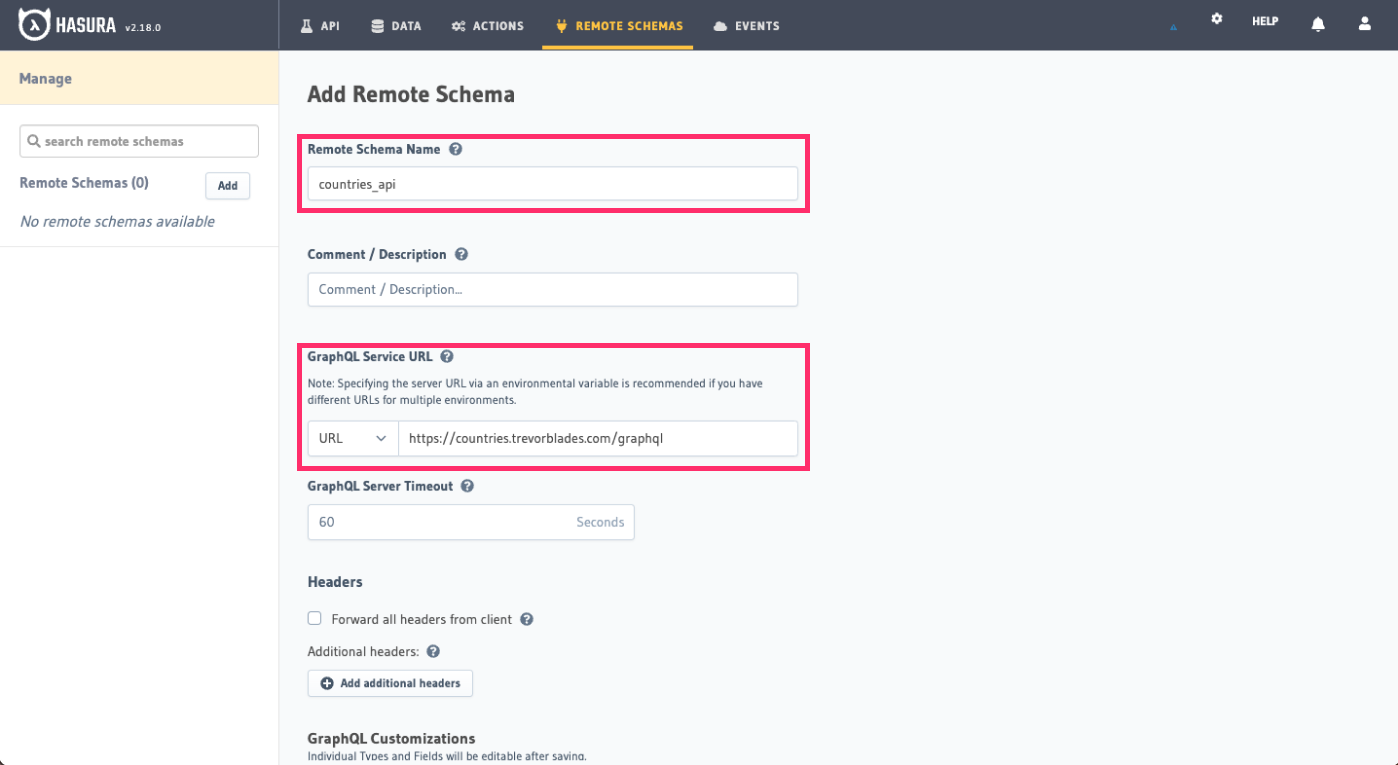 HASURA v2.18.0
API
DATA
ACTIONS
REMOTE SCHEMAS
EVENTS
HELP
Manage
search remote schemas
Remote Schemas (0)
Add
No remote schemas available
Add Remote Schema
Remote Schema Name
countries_api
Comment / Description
Comment / Description...
GraphQL Service URL
Note: Specifying the server URL via an environmental variable is recommended if you have
different URLs for multiple environments.
URL
https://countries.trevorblades.com/graphql
GraphQL Server Timeout
60
Seconds
Headers
Forward all headers from client
Additional headers:
Add additional headers
GraphQL Customizations
Individual Types and Fields will be editable after saving.